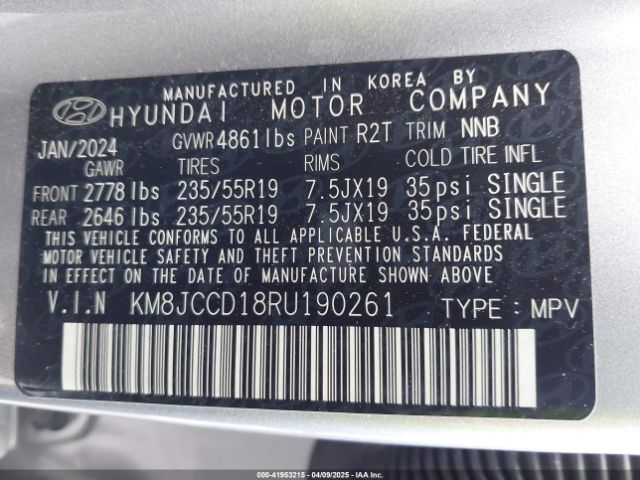 MANUFACTURED IN KOREA BY
HYUNDAI MOTOR COMPANY
JAN/2024 GVWR 4861lbs PAINT R2T TRIM NNB
GAWR TIRES RIMS COLD TIRE INFL
FRONT 2778 lbs 235/55R19 7.5JX19 35psi SINGLE
REAR 2646 lbs 235/55R19 7.5JX19 35psi SINGLE
THIS VEHICLE CONFORMS TO ALL APPLICABLE U.S.A. FEDERAL
MOTOR VEHICLE SAFETY AND THEFT PREVENTION STANDARDS
IN EFFECT ON THE DATE OF MANUFACTURE SHOWN ABOVE.
V.I.N KM8JCCD18RU190261 TYPE : MPV
000-41953215 - 04/09/2025 - IAA Inc.